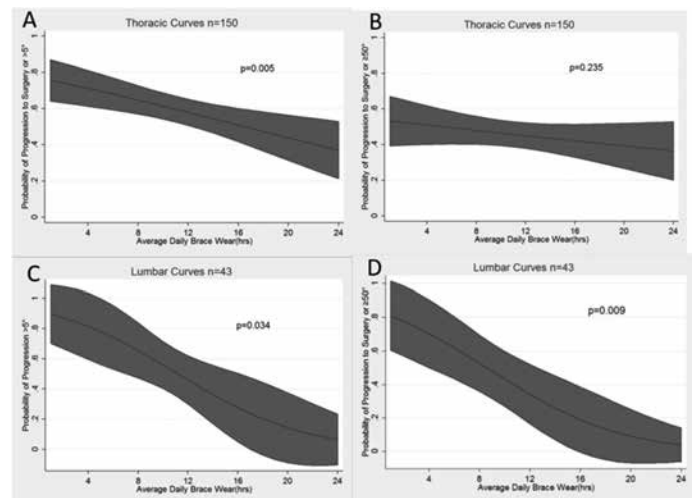 A
Thoracic Curves n=150
p=0.005
Probability of Progression to Surgery or >5°
0 .2 .4 .6 .8 1
4 8 12 16 20 24
Average Daily Brace Wear(hrs)
B
Thoracic Curves n=150
p=0.235
Probability of Progression to Surgery or ≥50°
0 .2 .4 .6 .8 1
4 8 12 16 20 24
Average Daily Brace Wear(hrs)
C
Lumbar Curves n=43
p=0.034
Probability of Progression >5°
0 .2 .4 .6 .8 1
4 8 12 16 20 24
Average Daily Brace Wear(hrs)
D
Lumbar Curves n=43
p=0.009
Probability of Progression to Surgery or ≥50°
0 .2 .4 .6 .8 1
4 8 12 16 20 24
Average Daily Brace Wear(hrs)